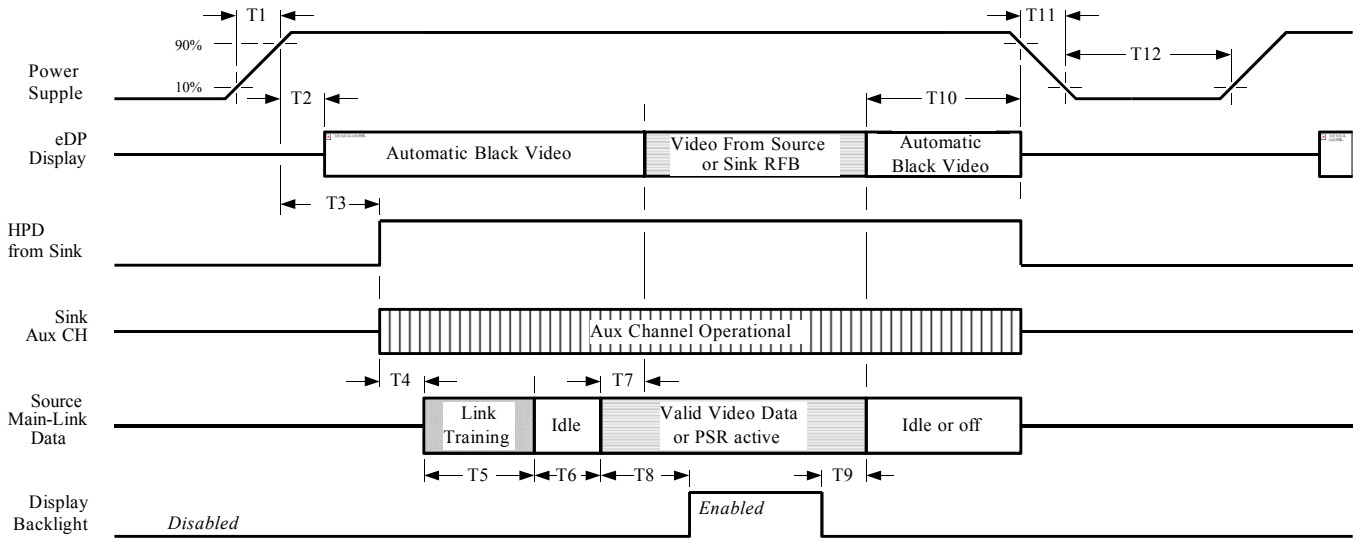 T1
T11
90%
T12
Power
Supple
10%
T2
T10
eDP
Display
Automatic Black Video
Video From Source
or Sink RFB
Automatic
Black Video
T3
HPD
from Sink
Sink
Aux CH
Aux Channel Operational
T4
T7
Source
Main-Link
Data
Link
Training
Idle
Valid Video Data
or PSR active
Idle or off
T5
T6
T8
T9
Display
Backlight
Disabled
Enabled